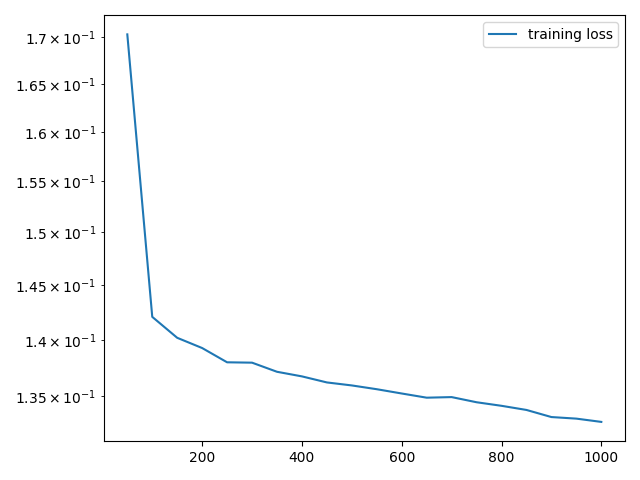 1.7 × 10⁻¹
1.65 × 10⁻¹
1.6 × 10⁻¹
1.55 × 10⁻¹
1.5 × 10⁻¹
1.45 × 10⁻¹
1.4 × 10⁻¹
1.35 × 10⁻¹
training loss
200 400 600 800 1000